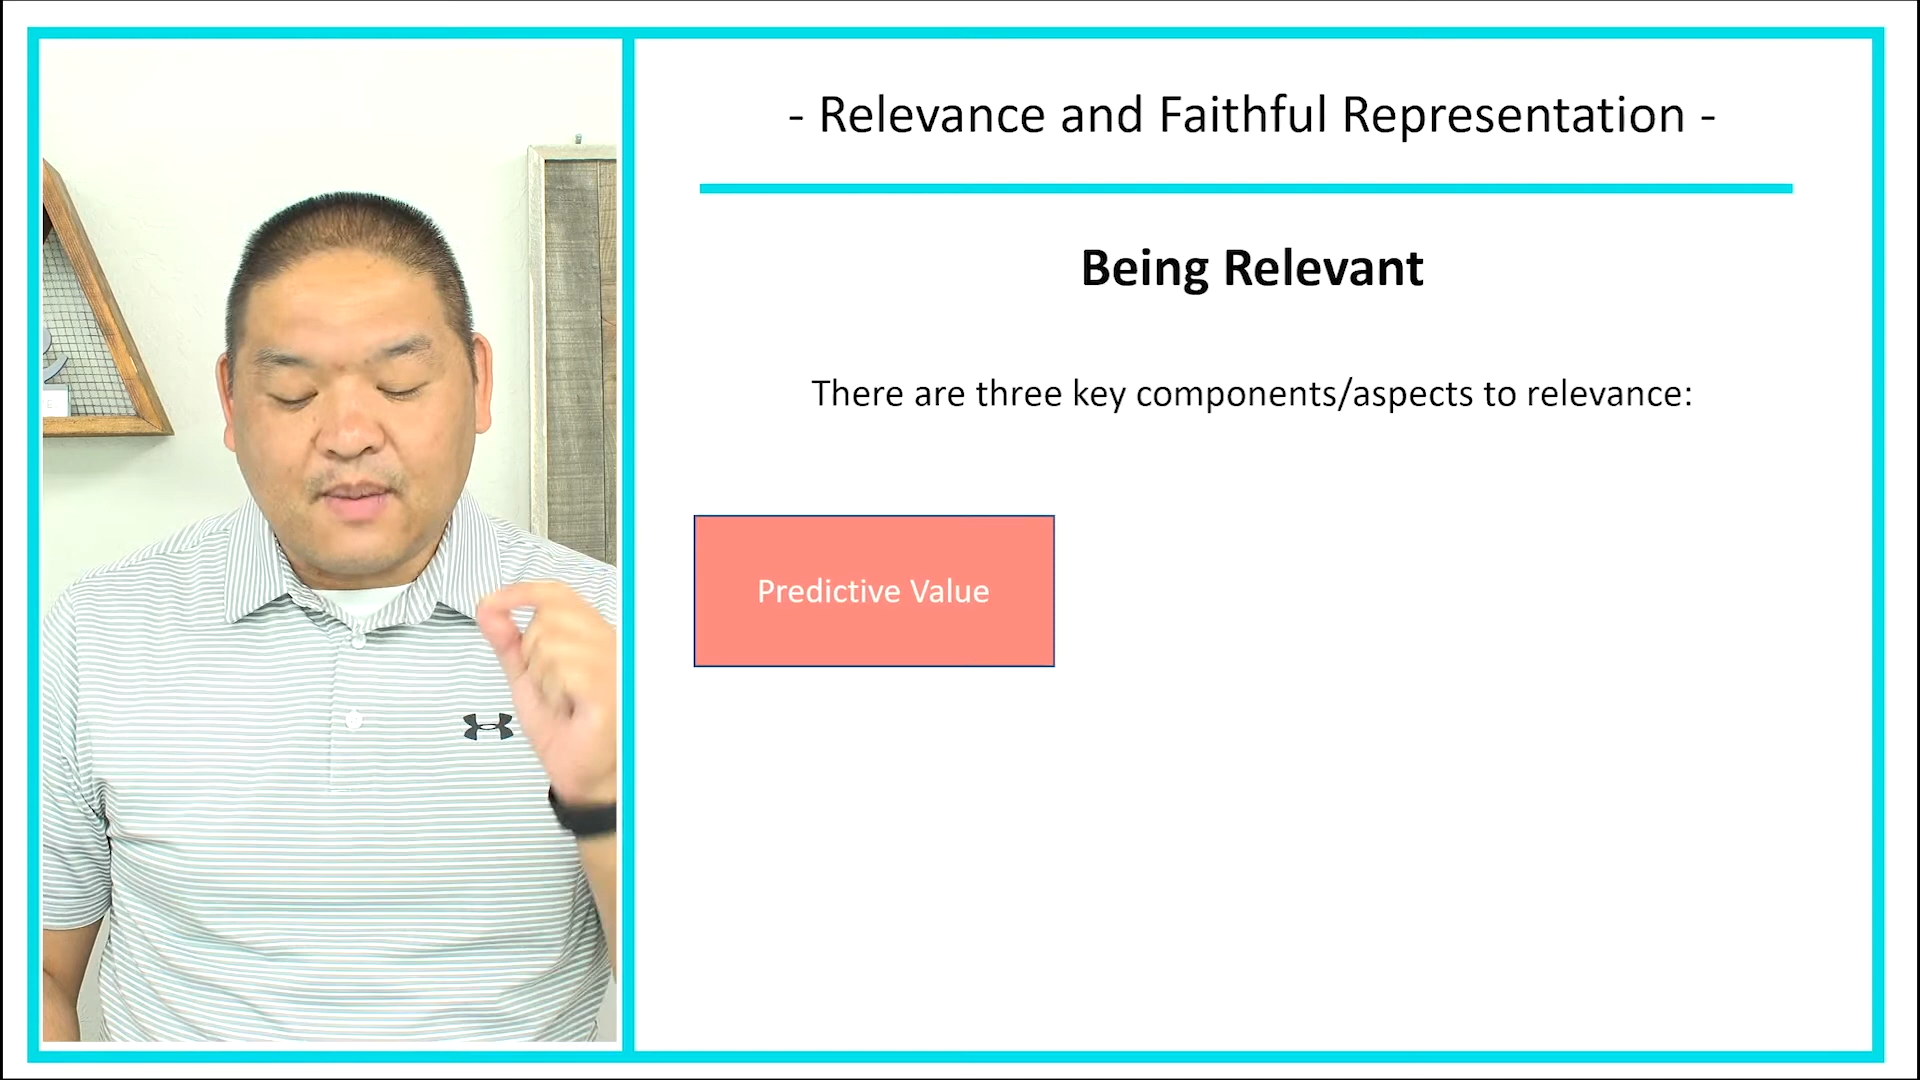 - Relevance and Faithful Representation -
Being Relevant
There are three key components/aspects to relevance:
Predictive Value